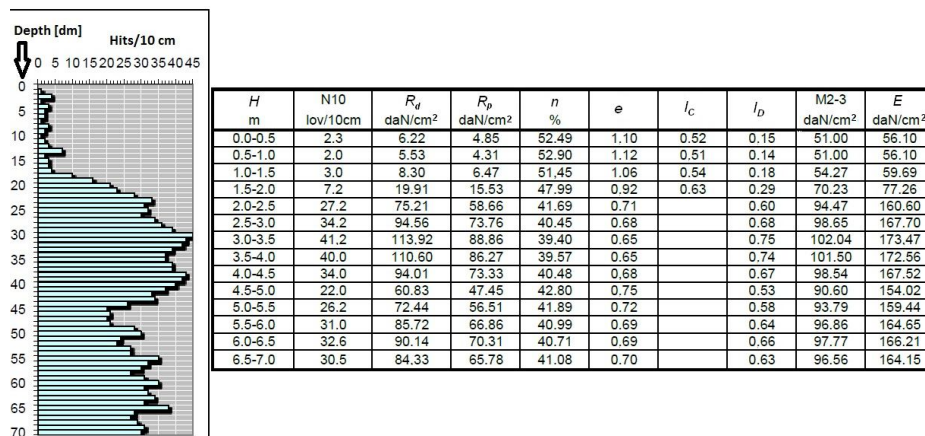 Depth [dm]
Hits/10 cm
0 5 10 15 20 25 30 35 40 45
0
5
10
15
20
25
30
35
40
45
50
55
60
65
70
H N10 Rd Rp n e IC ID M2-3 E
m lov/10cm daN/cm² daN/cm² % daN/cm² daN/cm²
0.0-0.5 2.3 6.22 4.85 52.49 1.10 0.52 0.15 51.00 56.10
0.5-1.0 2.0 5.53 4.31 52.90 1.12 0.51 0.14 51.00 56.10
1.0-1.5 3.0 8.30 6.47 51.45 1.06 0.54 0.18 54.27 59.69
1.5-2.0 7.2 19.91 15.53 47.99 0.92 0.63 0.29 70.23 77.26
2.0-2.5 27.2 75.21 58.66 41.69 0.71 0.60 94.47 160.60
2.5-3.0 34.2 94.56 73.76 40.45 0.68 0.68 98.65 167.70
3.0-3.5 41.2 113.92 88.86 39.40 0.65 0.75 102.04 173.47
3.5-4.0 40.0 110.60 86.27 39.57 0.65 0.74 101.50 172.56
4.0-4.5 34.0 94.01 73.33 40.48 0.68 0.67 98.54 167.52
4.5-5.0 22.0 60.83 47.45 42.80 0.75 0.53 90.60 154.02
5.0-5.5 26.2 72.44 56.51 41.89 0.72 0.58 93.79 159.44
5.5-6.0 31.0 85.72 66.86 40.99 0.69 0.64 96.86 164.65
6.0-6.5 32.6 90.14 70.31 40.71 0.69 0.66 97.77 166.21
6.5-7.0 30.5 84.33 65.78 41.08 0.70 0.63 96.56 164.15